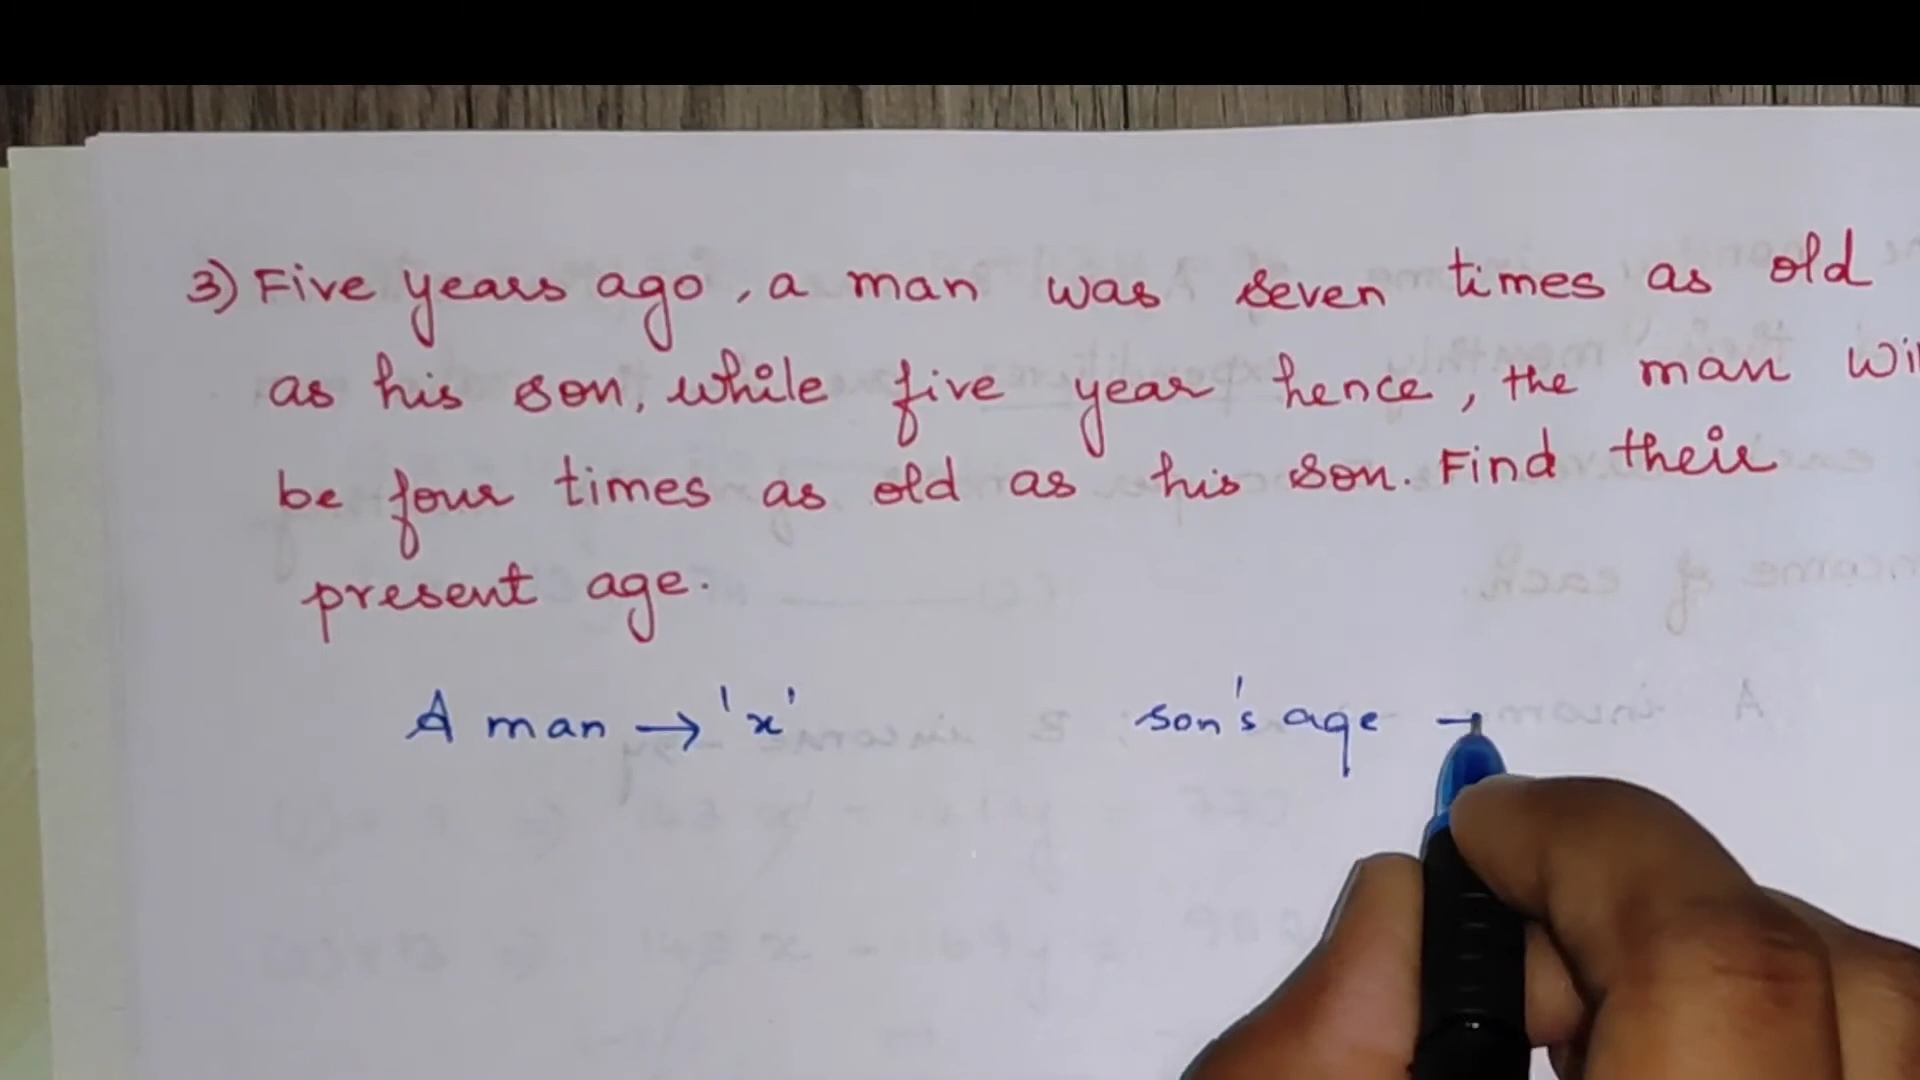 3) Five years ago, a man was seven times as old
as his son, while five year hence, the man
be four times as old as his son. Find their
present age.
A man → 'x' son's age →